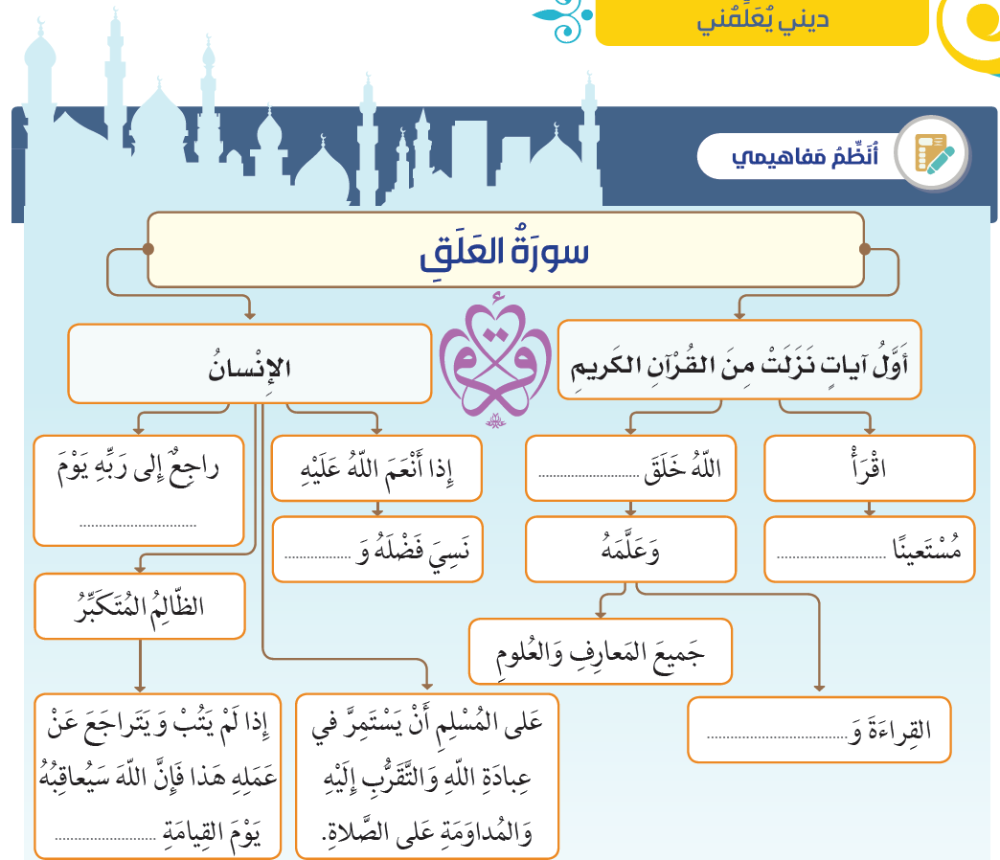 ديني يُعَلِّمُني
أُنَظِّمُ مَفاهيمي
سورَةُ العَلَقِ
أَوَّلُ آياتٍ نَزَلَتْ مِنَ القُرْآنِ الكَريمِ
الإِنْسانُ
اقْرَأْ
اللّهُ خَلَقَ ..........................
إِذا أَنْعَمَ اللّهُ عَلَيْهِ
راجِعٌ إِلى رَبِّهِ يَوْمَ
..............................
مُسْتَعينًا ............................
وَعَلَّمَهُ
نَسِيَ فَضْلَهُ وَ .................
الظّالِمُ المُتَكَبِّرُ
جَميعَ المَعارِفِ وَالعُلومِ
القِراءَةَ وَ....................................
عَلى المُسْلِمِ أَنْ يَسْتَمِرَّ في
عِبادَةِ اللّهِ وَالتَّقَرُّبِ إِلَيْهِ
وَالمُداوَمَةِ عَلى الصَّلاةِ.
إِذا لَمْ يَتُبْ وَيَتَراجَعَ عَنْ
عَمَلِهِ هَذا فَإِنَّ اللّهَ سَيُعاقِبُهُ
يَوْمَ القِيامَةِ ..........................